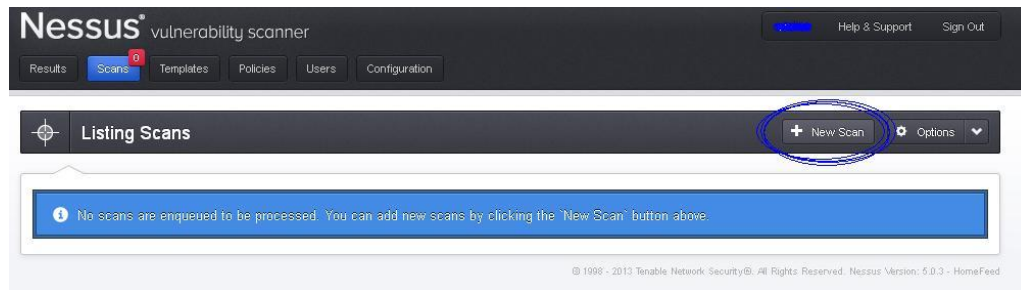 Nessus® vulnerability scanner
Help & Support Sign Out
Results Scans 0 Templates Policies Users Configuration
Listing Scans
New Scan Options
No scans are enqueued to be processed. You can add new scans by clicking the `New Scan` button above.
© 1998 - 2013 Tenable Network Security®. All Rights Reserved. Nessus Version: 5.0.3 - HomeFeed